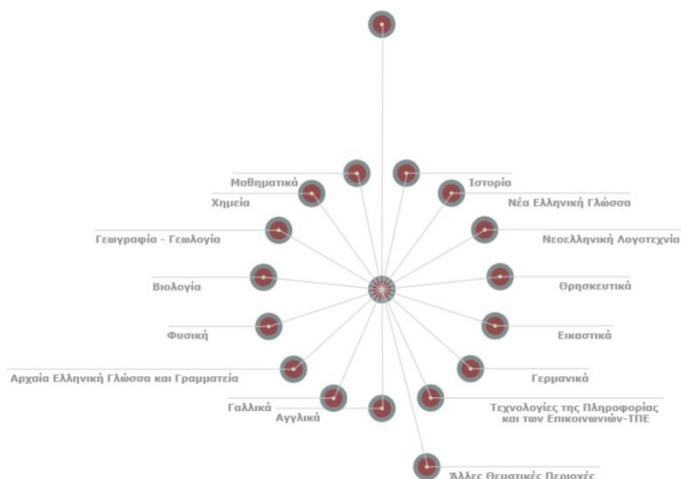 Μαθηματικά
Ιστορία
Χημεία
Νέα Ελληνική Γλώσσα
Γεωγραφία - Γεωλογία
Νεοελληνική Λογοτεχνία
Βιολογία
Θρησκευτικά
Φυσική
Εικαστικά
Αρχαία Ελληνική Γλώσσα και Γραμματεία
Γερμανικά
Γαλλικά
Αγγλικά
Τεχνολογίες της Πληροφορίας
και των Επικοινωνιών-ΤΠΕ
Άλλες Θεματικές Περιοχές